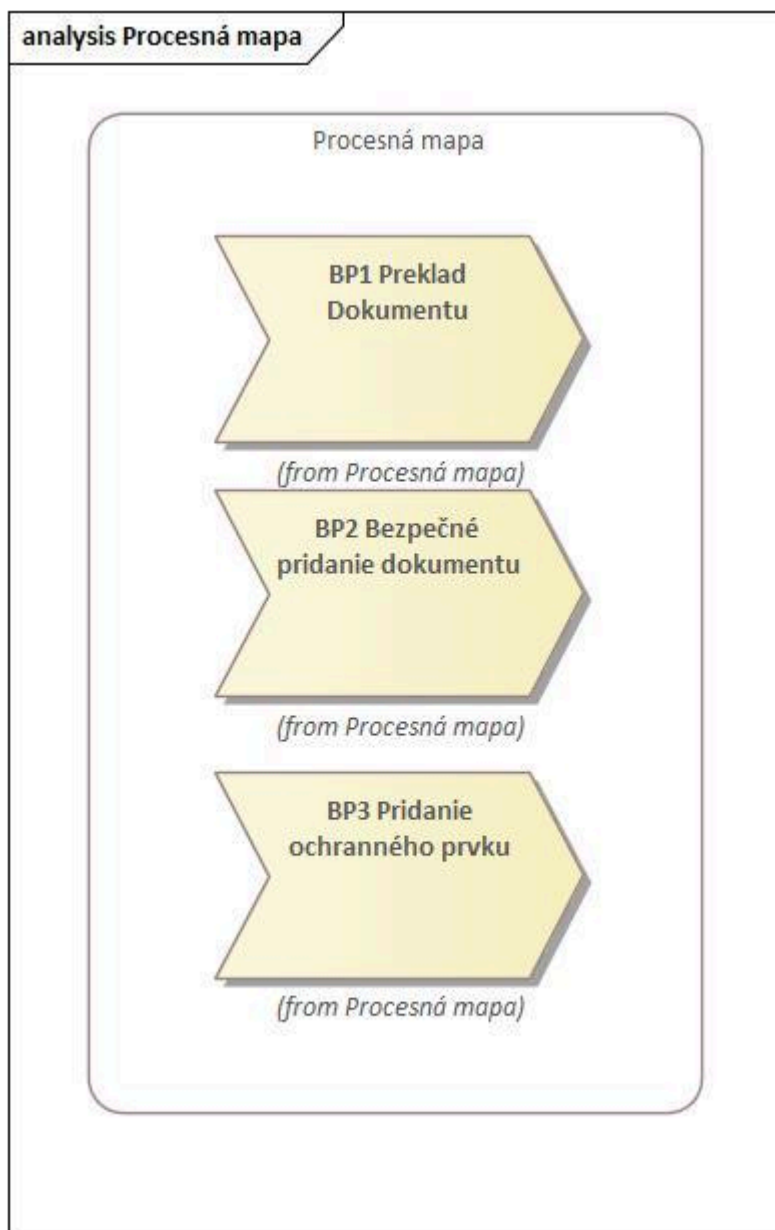 analysis Procesná mapa
Procesná mapa
BP1 Preklad
Dokumentu
(from Procesná mapa)
BP2 Bezpečné
pridanie dokumentu
(from Procesná mapa)
BP3 Pridanie
ochranného prvku
(from Procesná mapa)